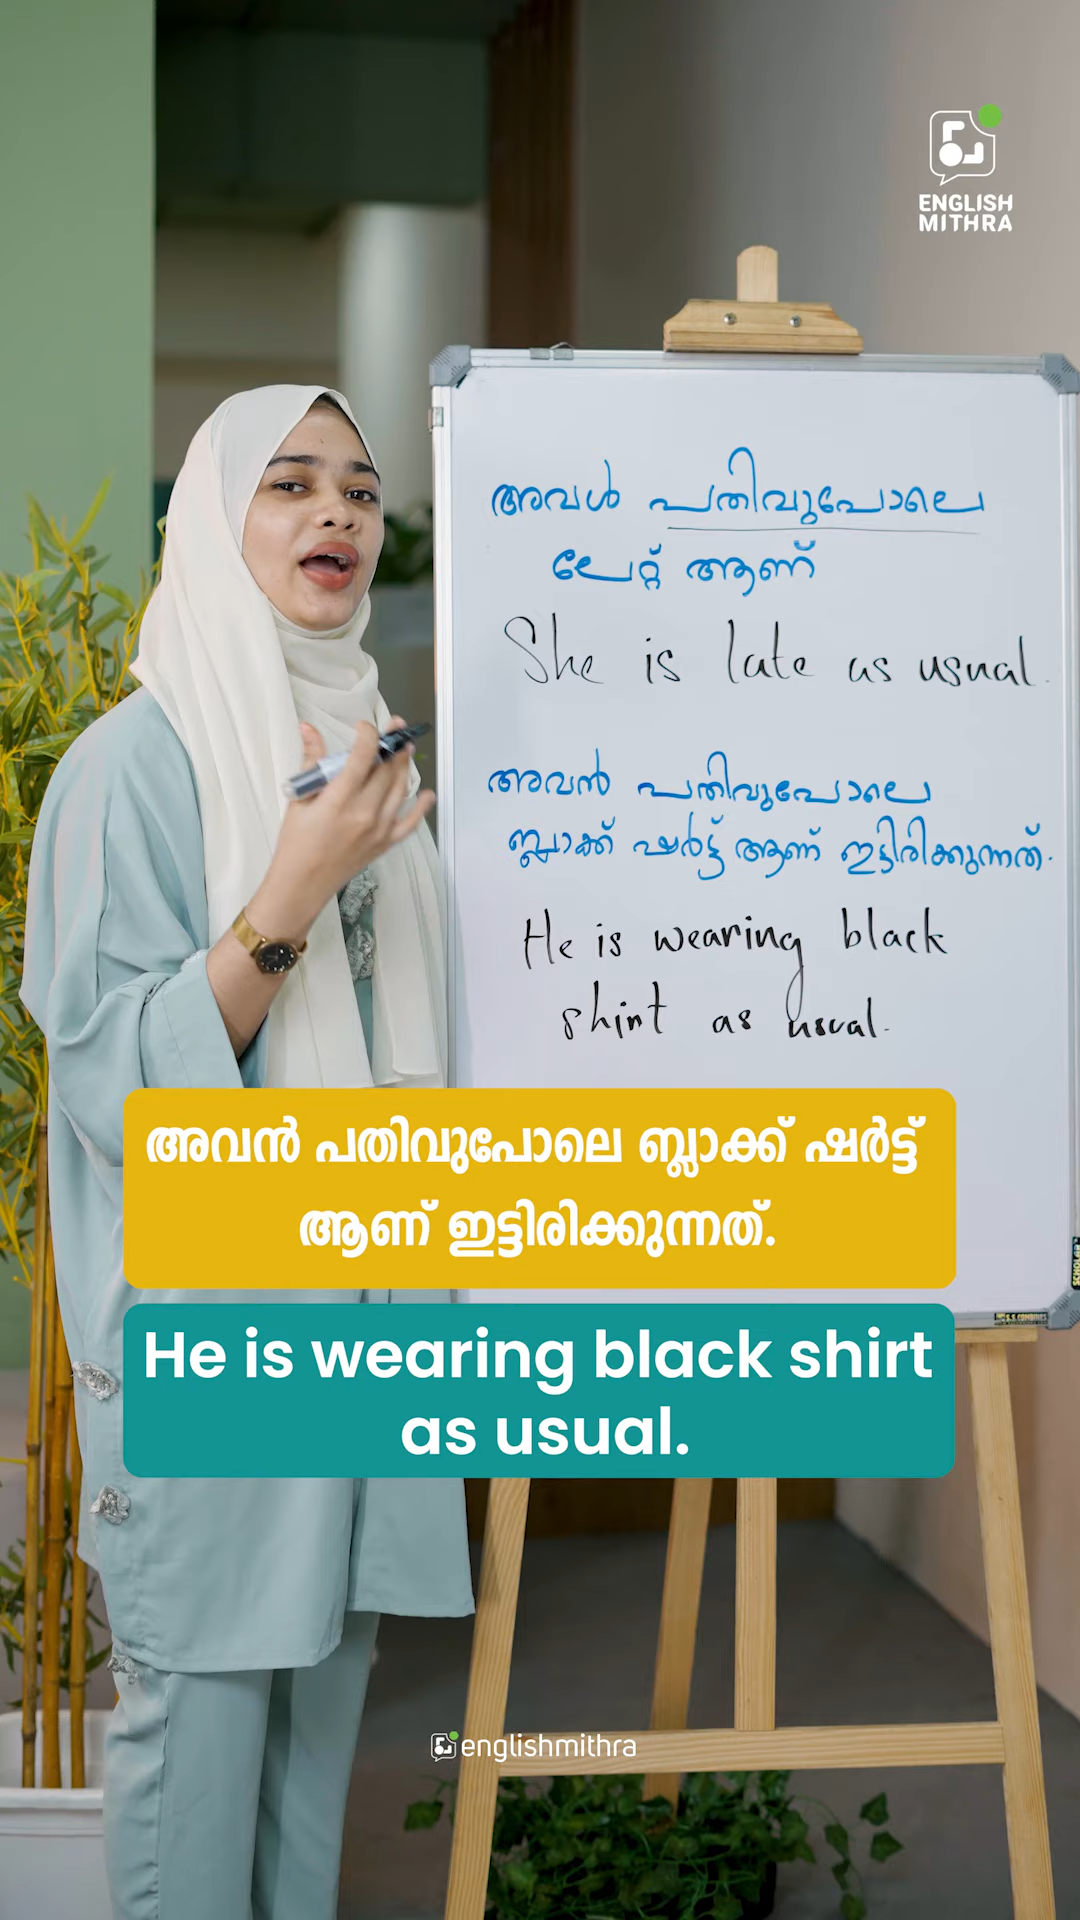 ENGLISH
MITHRA
അവൾ പതിവുപോലെ
ലേറ്റ് ആണ്
She is late as usual.
അവൻ പതിവുപോലെ
ബ്ലാക്ക് ഷർട്ട് ആണ് ഇട്ടിരിക്കുന്നത്.
He is wearing black
shirt as usual.
അവൻ പതിവുപോലെ ബ്ലാക്ക് ഷർട്ട്
ആണ് ഇട്ടിരിക്കുന്നത്.
He is wearing black shirt
as usual.
englishmithra